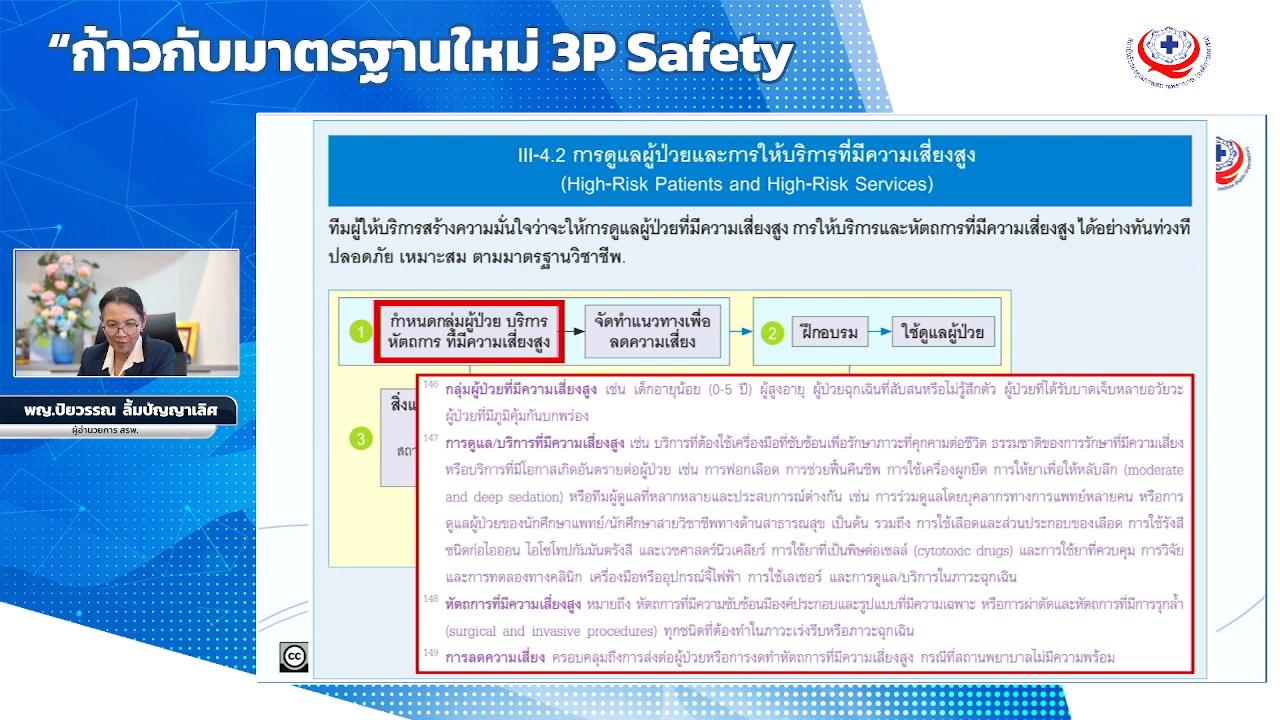 “ก้าวกับมาตรฐานใหม่ 3P Safety
III-4.2 การดูแลผู้ป่วยและการให้บริการที่มีความเสี่ยงสูง
(High-Risk Patients and High-Risk Services)
ทีมผู้ให้บริการสร้างความมั่นใจว่าจะให้การดูแลผู้ป่วยที่มีความเสี่ยงสูง การให้บริการและหัตถการที่มีความเสี่ยงสูง ได้อย่างทันท่วงที
ปลอดภัย เหมาะสม ตามมาตรฐานวิชาชีพ.
1
กำหนดกลุ่มผู้ป่วย บริการ
หัตถการ ที่มีความเสี่ยงสูง
จัดทำแนวทางเพื่อ
ลดความเสี่ยง
2
ฝึกอบรม
ใช้ดูแลผู้ป่วย
3
146 กลุ่มผู้ป่วยที่มีความเสี่ยงสูง เช่น เด็กอายุน้อย (0-5 ปี) ผู้สูงอายุ ผู้ป่วยฉุกเฉินที่สับสนหรือไม่รู้สึกตัว ผู้ป่วยที่ได้รับบาดเจ็บหลายอวัยวะ
ผู้ป่วยที่มีภูมิคุ้มกันบกพร่อง
147 การดูแล/บริการที่มีความเสี่ยงสูง เช่น บริการที่ต้องใช้เครื่องมือที่ซับซ้อนเพื่อรักษาภาวะที่คุกคามต่อชีวิต ธรรมชาติของการรักษาที่มีความเสี่ยง
หรือบริการที่มีโอกาสเกิดอันตรายต่อผู้ป่วย เช่น การฟอกเลือด การช่วยฟื้นคืนชีพ การใช้เครื่องผูกยึด การให้ยาเพื่อให้หลับลึก (moderate
and deep sedation) หรือทีมผู้ดูแลที่หลากหลายและประสบการณ์ต่างกัน เช่น การร่วมดูแลโดยบุคลากรทางการแพทย์หลายคน หรือการ
ดูแลผู้ป่วยของนักศึกษาแพทย์/นักศึกษาสายวิชาชีพทางด้านสาธารณสุข เป็นต้น รวมถึง การใช้เลือดและส่วนประกอบของเลือด การใช้รังสี
ชนิดก่อไอออน ไอโซโทปกัมมันตรังสี และเวชศาสตร์นิวเคลียร์ การใช้ยาที่เป็นพิษต่อเซลล์ (cytotoxic drugs) และการใช้ยาที่ควบคุม การวิจัย
และการทดลองทางคลินิก เครื่องมือหรืออุปกรณ์จี้ไฟฟ้า การใช้เลเซอร์ และการดูแล/บริการในภาวะฉุกเฉิน
148 หัตถการที่มีความเสี่ยงสูง หมายถึง หัตถการที่มีความซับซ้อนมีองค์ประกอบและรูปแบบที่มีความเฉพาะ หรือการผ่าตัดและหัตถการที่มีการรุกล้ำ
(surgical and invasive procedures) ทุกชนิดที่ต้องทำในภาวะเร่งรีบหรือภาวะฉุกเฉิน
149 การลดความเสี่ยง ครอบคลุมถึงการส่งต่อผู้ป่วยหรือการงดทำหัตถการที่มีความเสี่ยงสูง กรณีที่สถานพยาบาลไม่มีความพร้อม
พญ.ปิยวรรณ ลิ้มปัญญาเลิศ
ผู้อำนวยการ สรพ.
cc